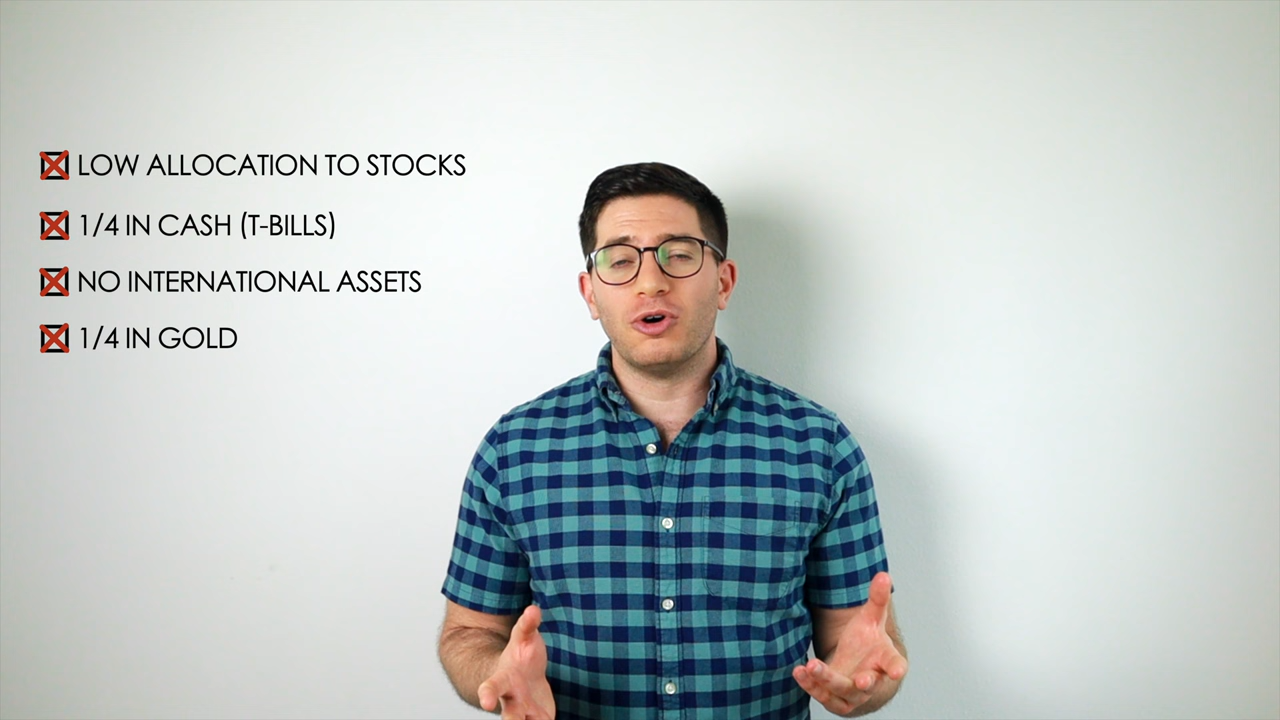 LOW ALLOCATION TO STOCKS
1/4 IN CASH (T-BILLS)
NO INTERNATIONAL ASSETS
1/4 IN GOLD